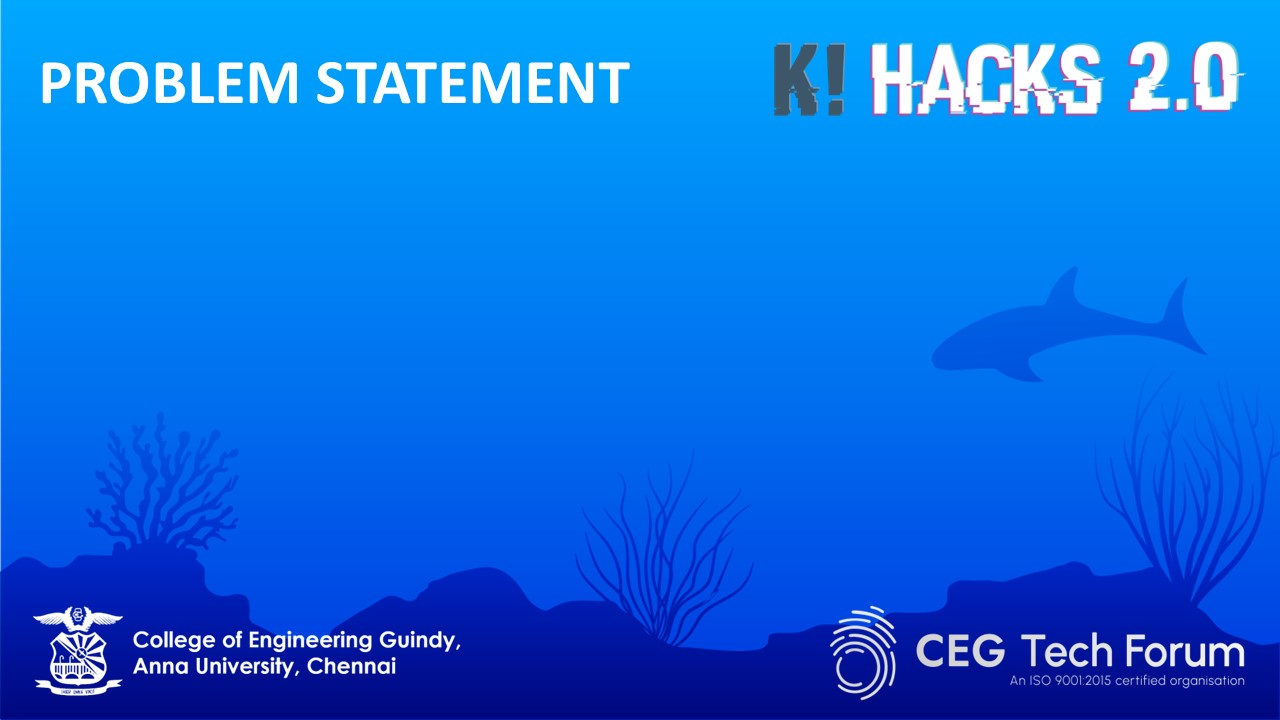 PROBLEM STATEMENT
K! HACKS 2.0
College of Engineering Guindy,
Anna University, Chennai
CEG Tech Forum
An ISO 9001:2015 certified organisation